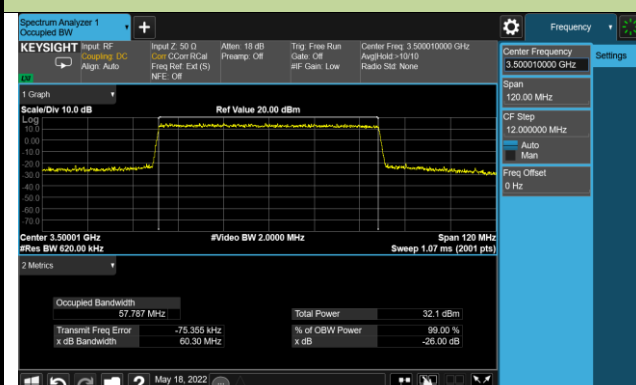 Spectrum Analyzer 1
Occupied BW
Frequency
KEYSIGHT
Input: RF
Coupling: DC
Align: Auto
Input Z: 50 Ω
Corr CCorr RCal
Freq Ref: Ext (S)
NFE: Off
Atten: 18 dB
Preamp: Off
Trig: Free Run
Gate: Off
#IF Gain: Low
Center Freq: 3.500010000 GHz
Avg|Hold:>10/10
Radio Std: None
Center Frequency
3.500010000 GHz
Settings
Span
120.00 MHz
CF Step
12.000000 MHz
Auto
Man
Freq Offset
0 Hz
1 Graph
Scale/Div 10.0 dB
Ref Value 20.00 dBm
Log
10.0
0.00
-10.0
-20.0
-30.0
-40.0
-50.0
-60.0
-70.0
Center 3.50001 GHz
#Video BW 2.0000 MHz
Span 120 MHz
#Res BW 620.00 kHz
Sweep 1.07 ms (2001 pts)
2 Metrics
Occupied Bandwidth
57.787 MHz
Total Power 32.1 dBm
Transmit Freq Error -75.355 kHz
% of OBW Power 99.00 %
x dB Bandwidth 60.30 MHz
x dB -26.00 dB
May 18, 2022